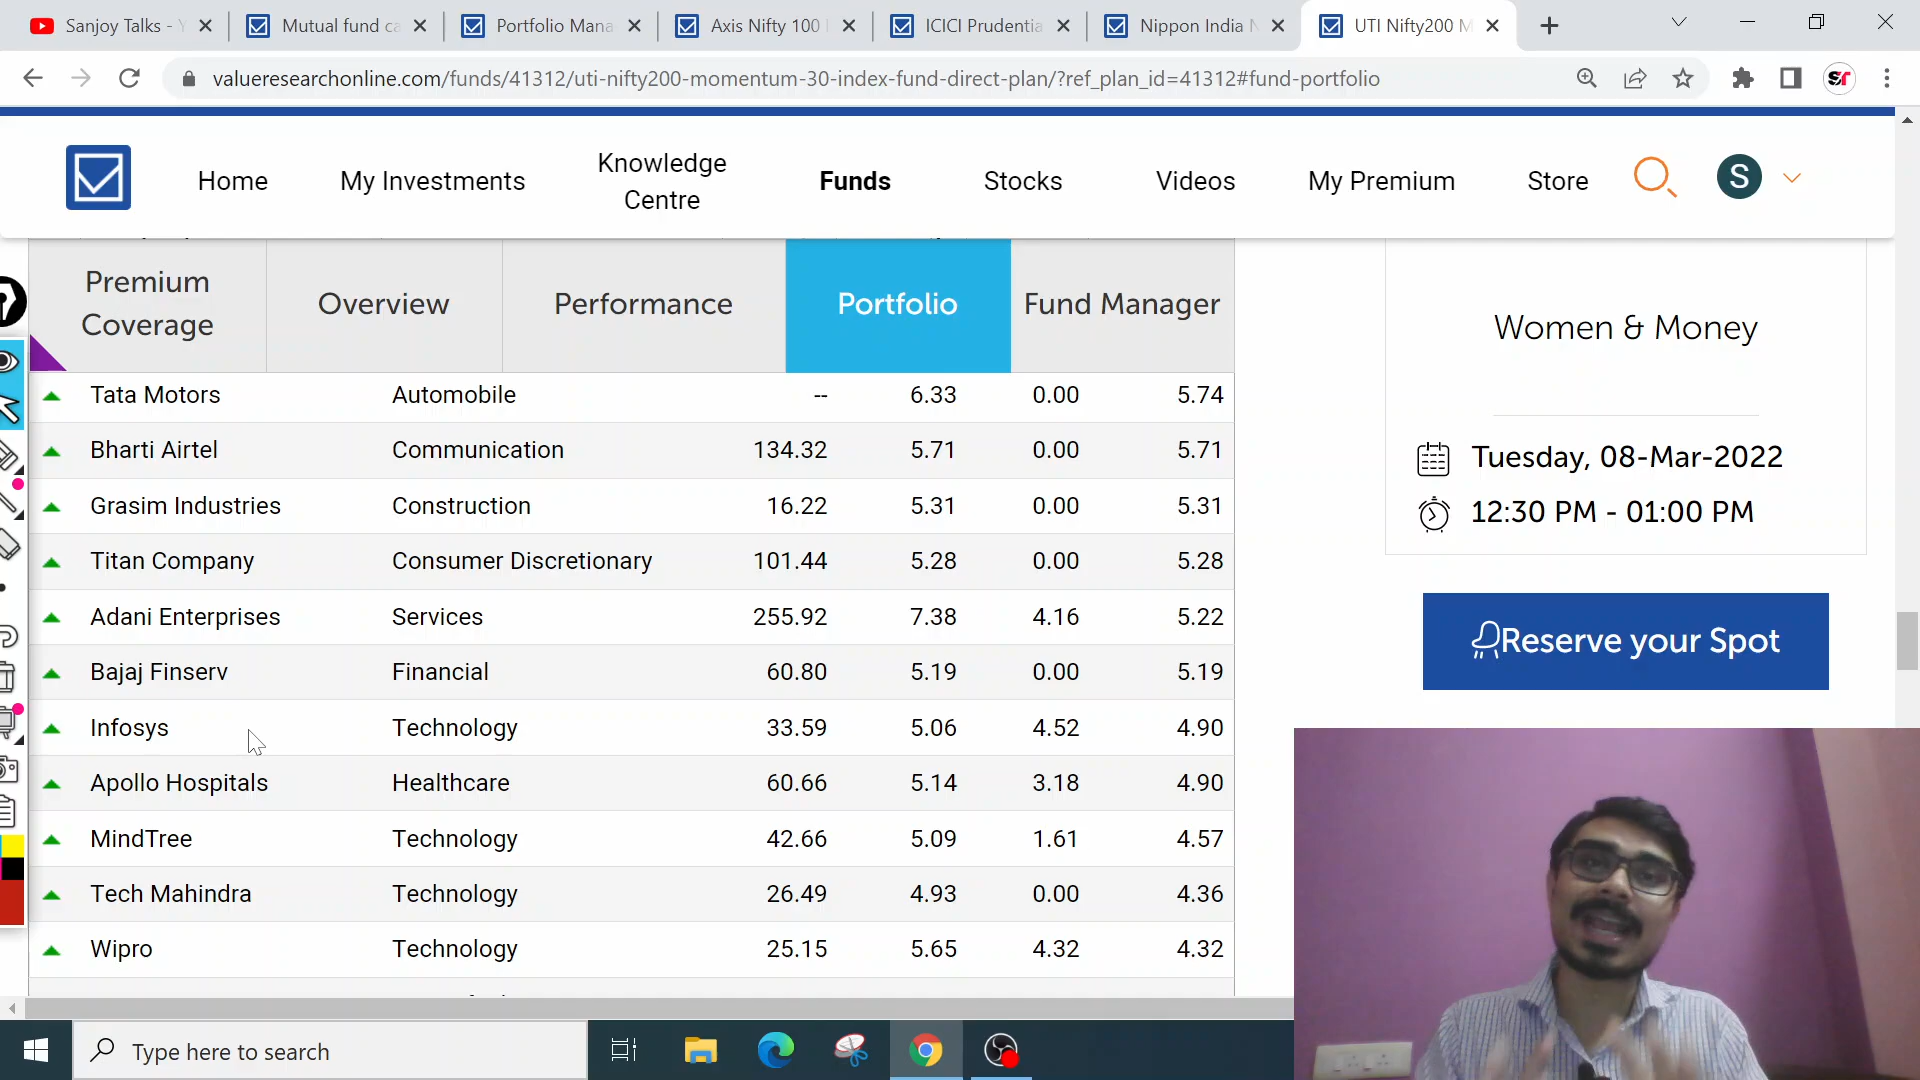 Sanjoy Talks - Y
Mutual fund ca
Portfolio Mana
Axis Nifty 100
ICICI Prudentia
Nippon India N
UTI Nifty200 M
valueresearchonline.com/funds/41312/uti-nifty200-momentum-30-index-fund-direct-plan/?ref_plan_id=41312#fund-portfolio
Home
My Investments
Knowledge
Centre
Funds
Stocks
Videos
My Premium
Store
S
Premium
Coverage
Overview
Performance
Portfolio
Fund Manager
Tata Motors Automobile -- 6.33 0.00 5.74
Bharti Airtel Communication 134.32 5.71 0.00 5.71
Grasim Industries Construction 16.22 5.31 0.00 5.31
Titan Company Consumer Discretionary 101.44 5.28 0.00 5.28
Adani Enterprises Services 255.92 7.38 4.16 5.22
Bajaj Finserv Financial 60.80 5.19 0.00 5.19
Infosys Technology 33.59 5.06 4.52 4.90
Apollo Hospitals Healthcare 60.66 5.14 3.18 4.90
MindTree Technology 42.66 5.09 1.61 4.57
Tech Mahindra Technology 26.49 4.93 0.00 4.36
Wipro Technology 25.15 5.65 4.32 4.32
Women & Money
Tuesday, 08-Mar-2022
12:30 PM - 01:00 PM
Reserve your Spot
Type here to search